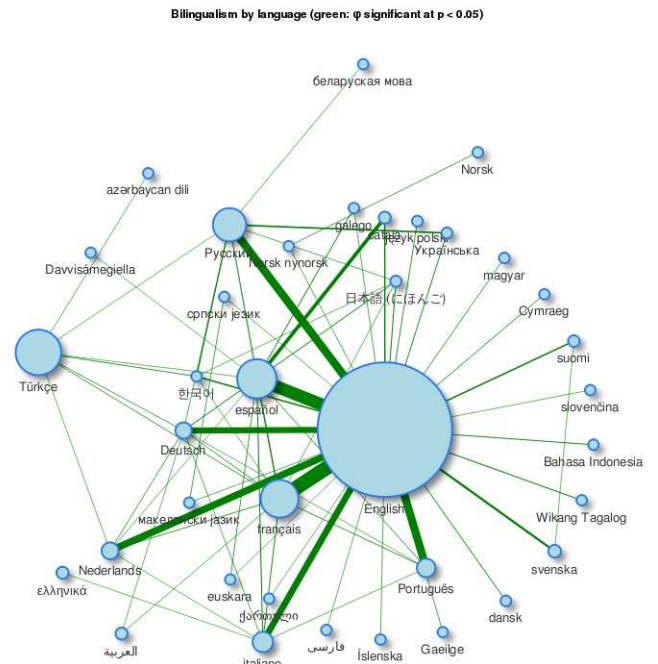 Bilingualism by language (green: φ significant at p < 0.05)
беларуская мова
Norsk
azərbaycan dili
galego
català
język polski
Українська
Русский
Norsk nynorsk
Davvisámegiella
magyar
日本語 (にほんご)
Cymraeg
српски језик
suomi
Türkçe
한국어
español
slovenčina
Deutsch
Bahasa Indonesia
English
Wikang Tagalog
македонски јазик
français
Nederlands
svenska
ελληνικά
euskara
Português
ქართული
dansk
العربية
فارسی
Íslenska
Gaeilge
italiano